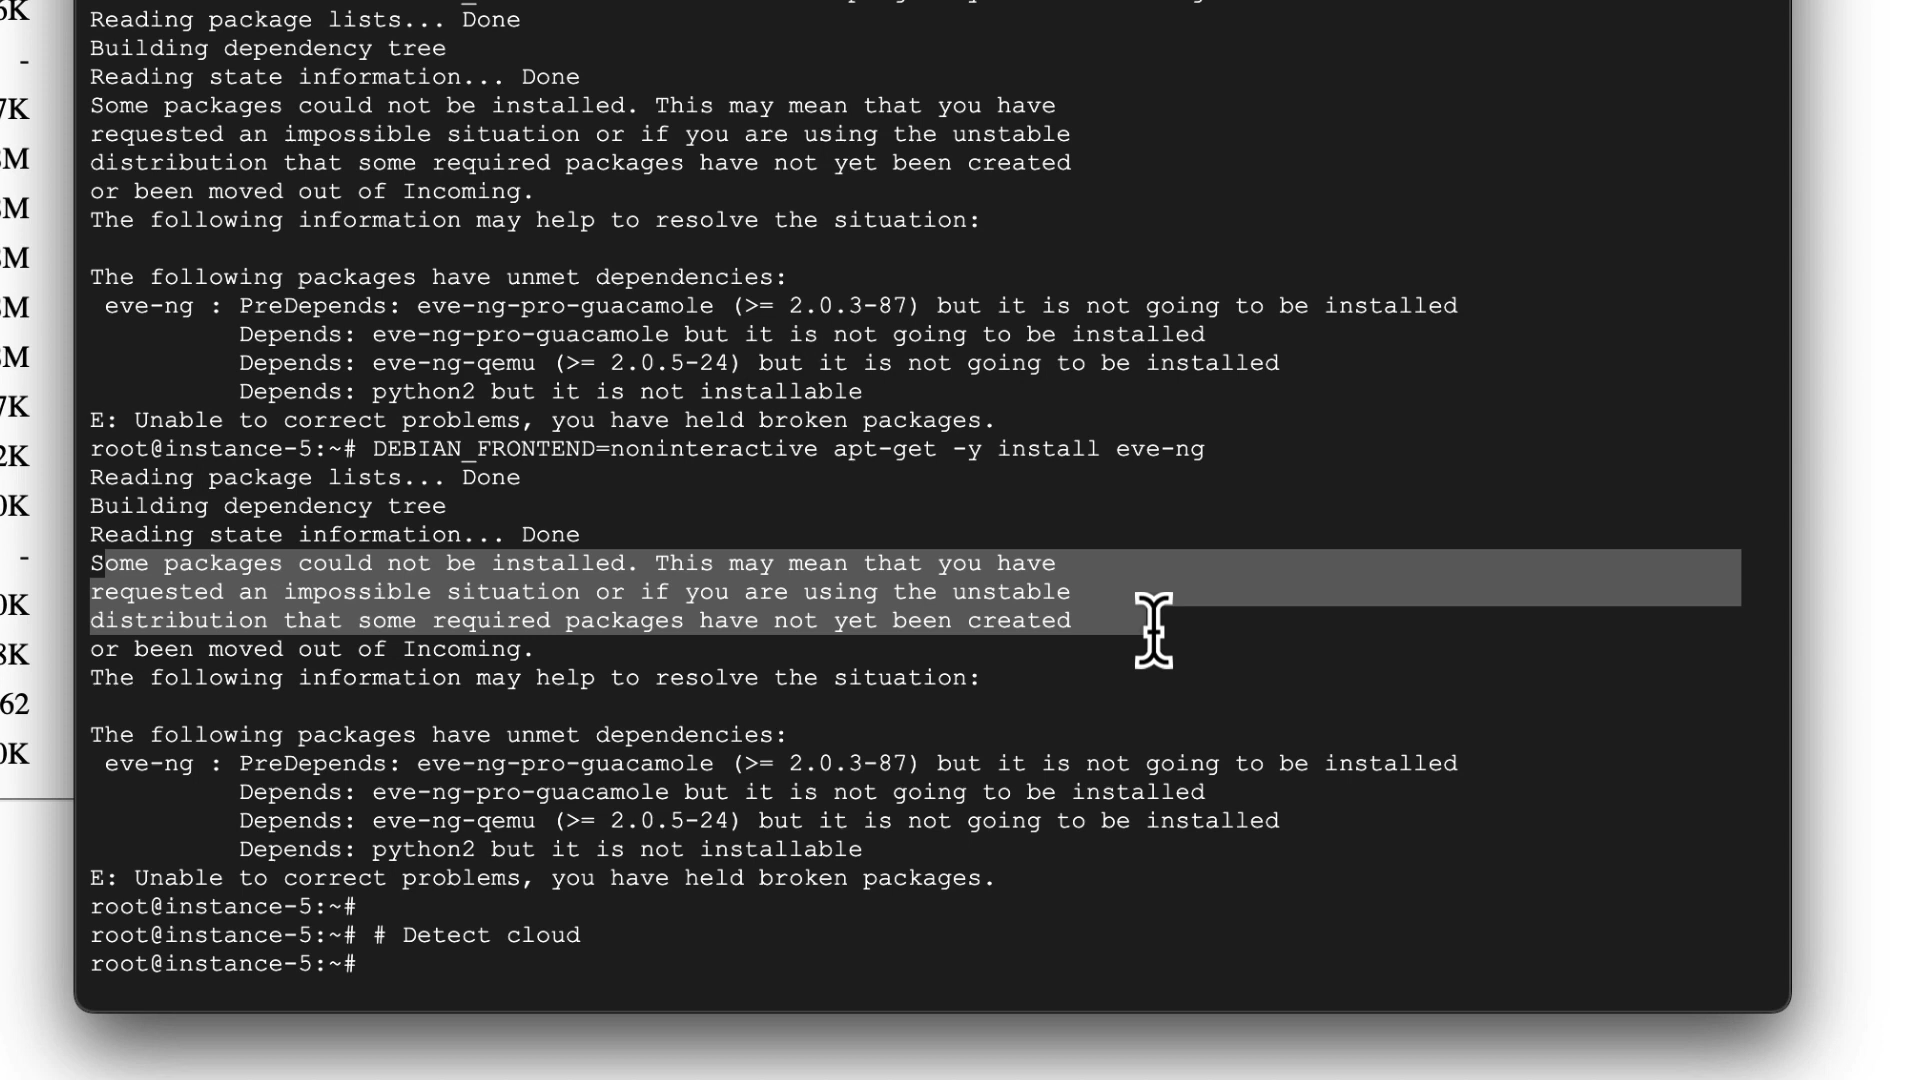 6K
-
7K
M
M
M
M
M
7K
2K
0K
-
0K
8K
62
0K
Reading package lists... Done
Building dependency tree
Reading state information... Done
Some packages could not be installed. This may mean that you have
requested an impossible situation or if you are using the unstable
distribution that some required packages have not yet been created
or been moved out of Incoming.
The following information may help to resolve the situation:
The following packages have unmet dependencies:
eve-ng : PreDepends: eve-ng-pro-guacamole (>= 2.0.3-87) but it is not going to be installed
Depends: eve-ng-pro-guacamole but it is not going to be installed
Depends: eve-ng-qemu (>= 2.0.5-24) but it is not going to be installed
Depends: python2 but it is not installable
E: Unable to correct problems, you have held broken packages.
root@instance-5:~# DEBIAN_FRONTEND=noninteractive apt-get -y install eve-ng
Reading package lists... Done
Building dependency tree
Reading state information... Done
Some packages could not be installed. This may mean that you have
requested an impossible situation or if you are using the unstable
distribution that some required packages have not yet been created
or been moved out of Incoming.
The following information may help to resolve the situation:
The following packages have unmet dependencies:
eve-ng : PreDepends: eve-ng-pro-guacamole (>= 2.0.3-87) but it is not going to be installed
Depends: eve-ng-pro-guacamole but it is not going to be installed
Depends: eve-ng-qemu (>= 2.0.5-24) but it is not going to be installed
Depends: python2 but it is not installable
E: Unable to correct problems, you have held broken packages.
root@instance-5:~#
root@instance-5:~# # Detect cloud
root@instance-5:~#